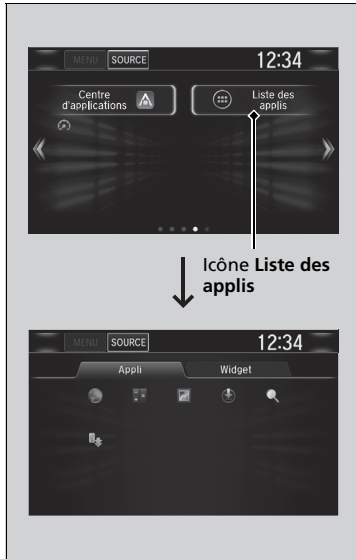 MENU SOURCE 12:34
Centre
d'applications
Liste des
applis
Icône Liste des
applis
MENU SOURCE 12:34
Appli Widget